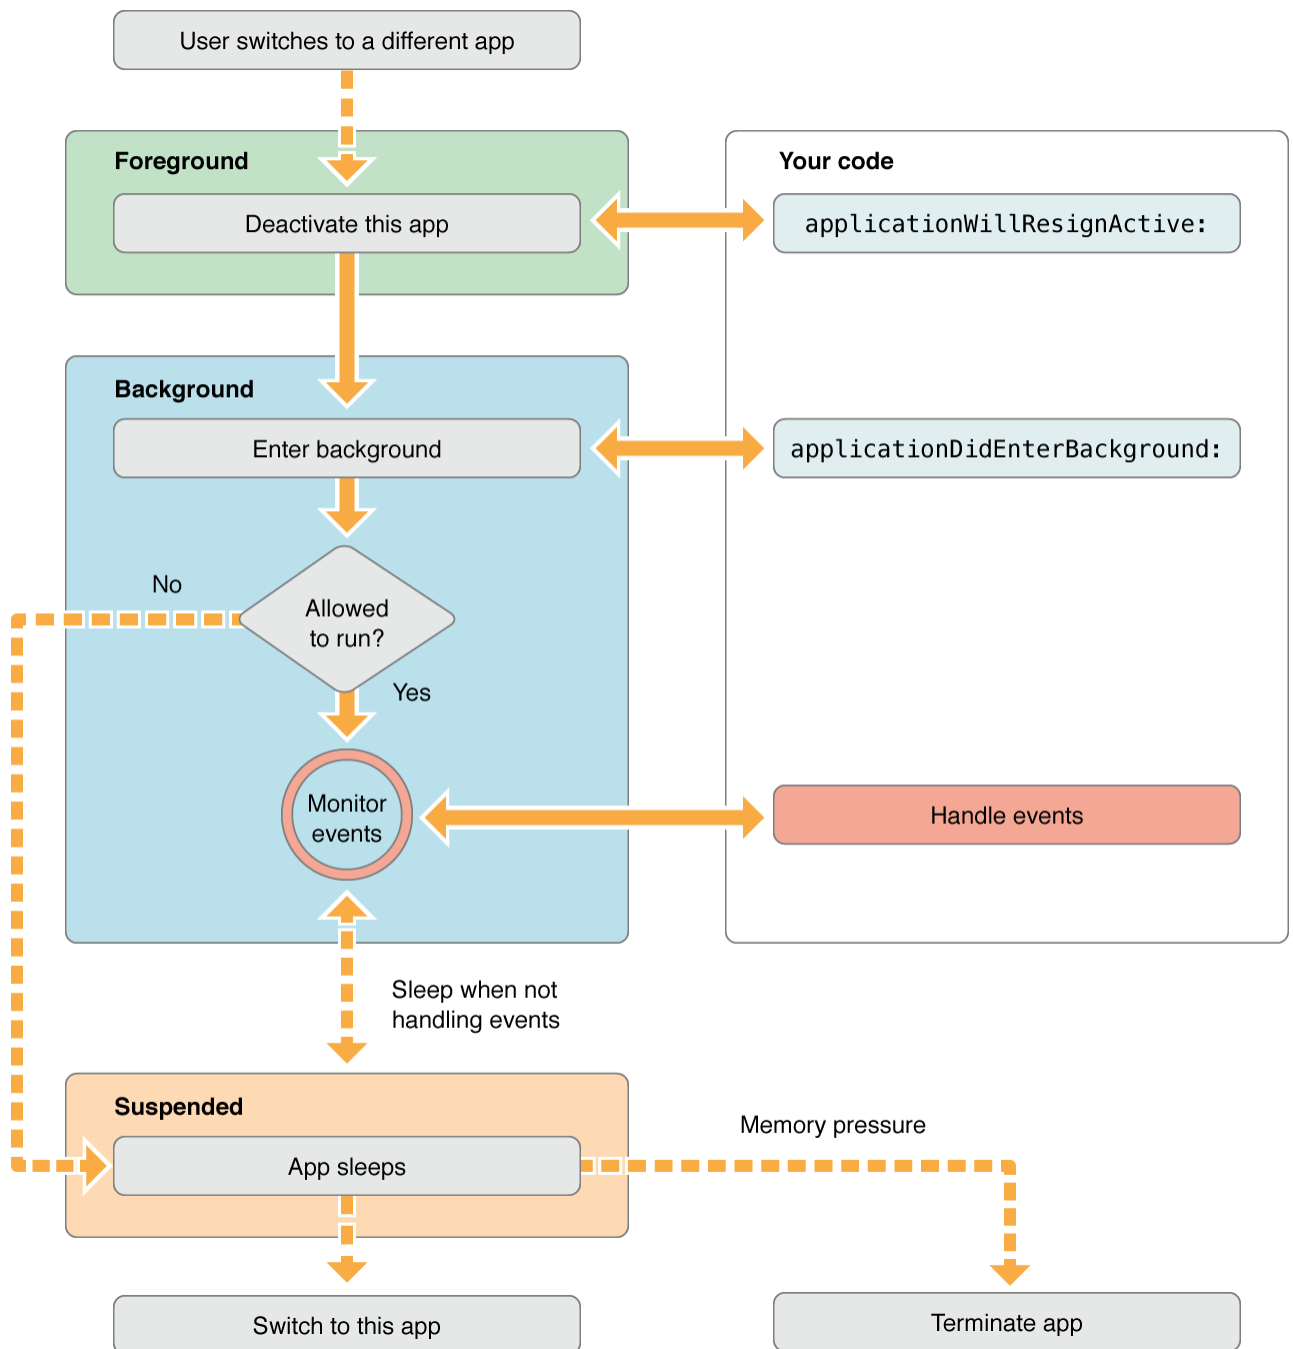 User switches to a different app
Foreground
Deactivate this app
Your code
applicationWillResignActive:
Background
Enter background
applicationDidEnterBackground:
No
Allowed
to run?
Yes
Monitor
events
Handle events
Sleep when not
handling events
Suspended
App sleeps
Memory pressure
Switch to this app
Terminate app